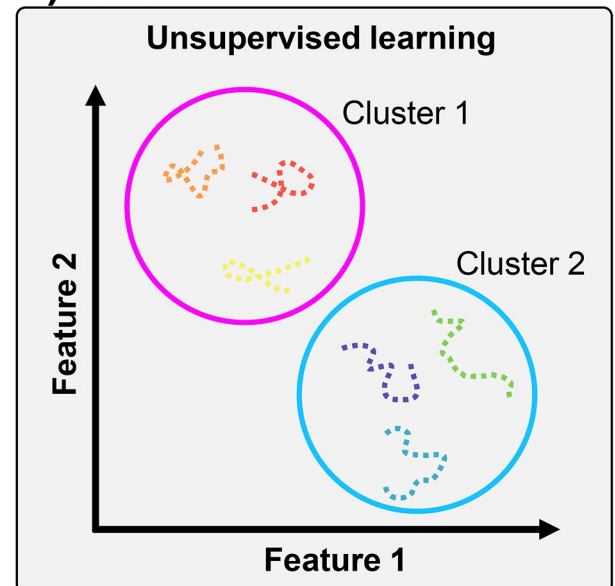 Unsupervised learning
Cluster 1
Cluster 2
Feature 2
Feature 1